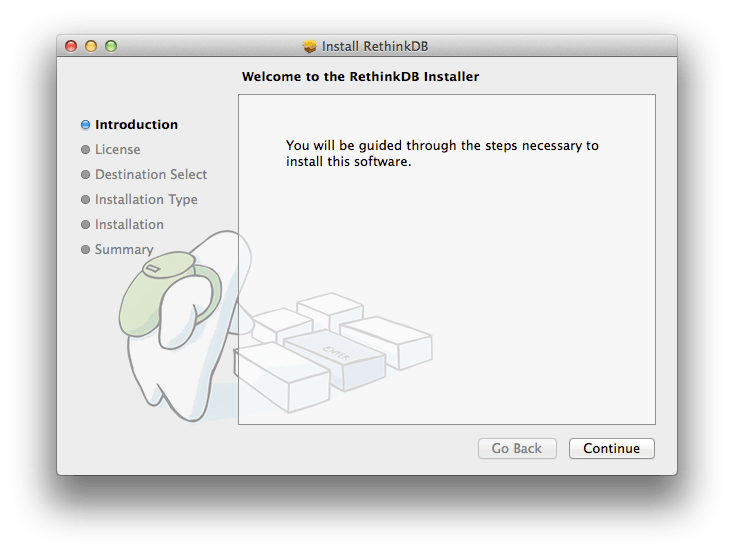 Install RethinkDB
Welcome to the RethinkDB Installer
Introduction
License
Destination Select
Installation Type
Installation
Summary
You will be guided through the steps necessary to
install this software.
ENTER
Go Back
Continue